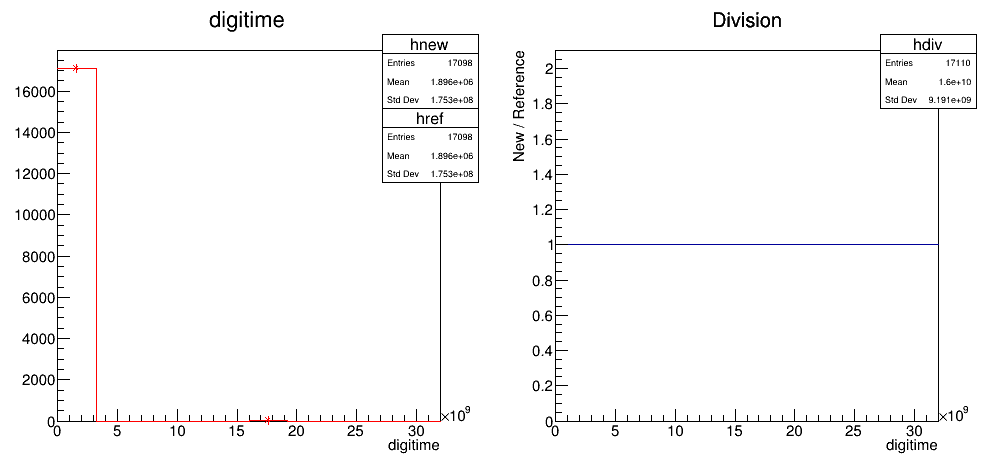 digitime
hnew
Entries 17098
Mean 1.896e+06
Std Dev 1.753e+08
href
Entries 17098
Mean 1.896e+06
Std Dev 1.753e+08
16000
14000
12000
10000
8000
6000
4000
2000
0
0 5 10 15 20 25 30
×10⁹
digitime
Division
hdiv
Entries 17110
Mean 1.6e+10
Std Dev 9.191e+09
New / Reference
2
1.8
1.6
1.4
1.2
1
0.8
0.6
0.4
0.2
0
0 5 10 15 20 25 30
×10⁹
digitime